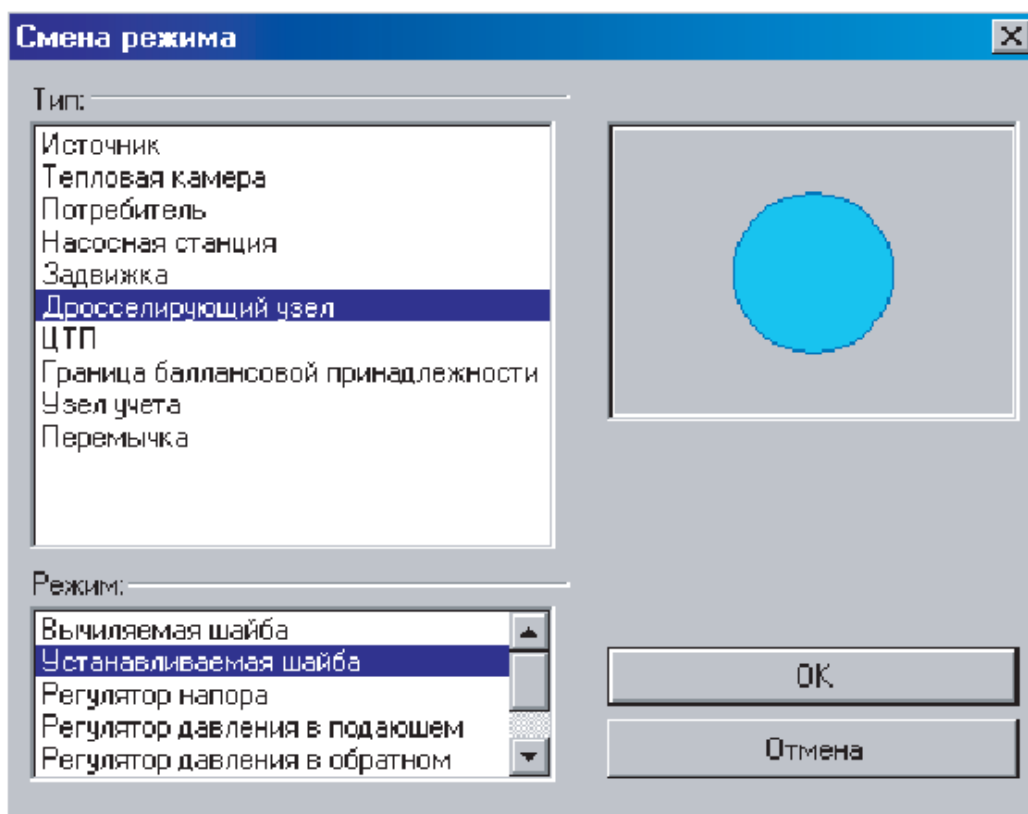 Смена режима
Тип:
Источник
Тепловая камера
Потребитель
Насосная станция
Задвижка
Дросселирующий узел
ЦТП
Граница баллансовой принадлежности
Узел учета
Перемычка
Режим:
Вычиляемая шайба
Устанавливаемая шайба
Регулятор напора
Регулятор давления в подающем
Регулятор давления в обратном
OK
Отмена